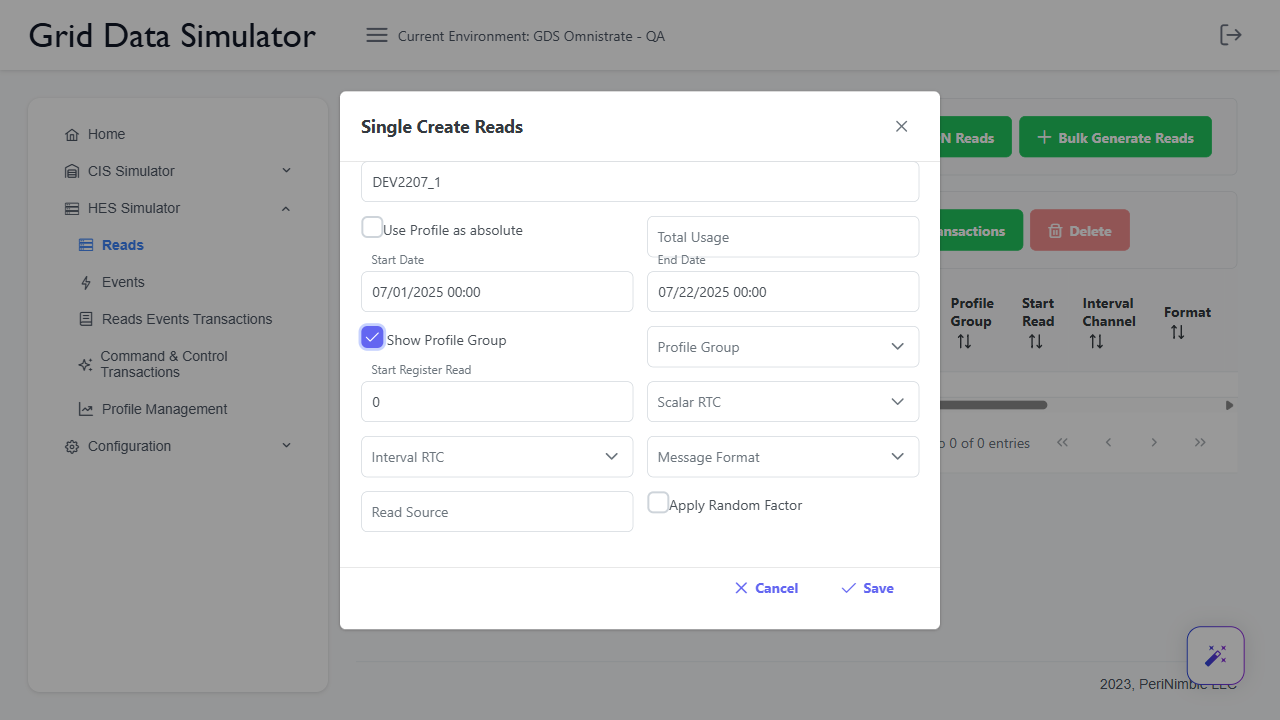 Grid Data Simulator
Current Environment: GDS Omnistrate - QA
Home
CIS Simulator
HES Simulator
Reads
Events
Reads Events Transactions
Command & Control
Transactions
Profile Management
Configuration
Single Create Reads
DEV2207_1
Use Profile as absolute
Total Usage
Start Date
07/01/2025 00:00
End Date
07/22/2025 00:00
Show Profile Group
Profile Group
Start Register Read
0
Scalar RTC
Interval RTC
Message Format
Read Source
Apply Random Factor
Cancel
Save
N Reads
Bulk Generate Reads
nsactions
Delete
Profile
Group
Start
Read
Interval
Channel
Format
0 of 0 entries
2023, PeriNimble LLC